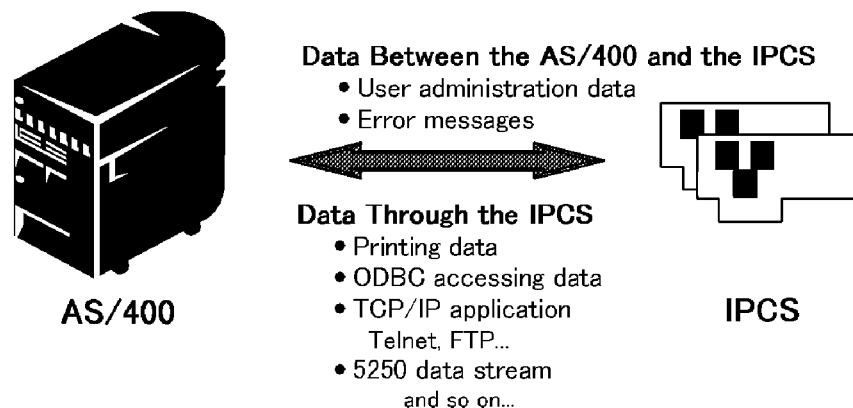 Data Between the AS/400 and the IPCS
• User administration data
• Error messages
Data Through the IPCS
• Printing data
• ODBC accessing data
• TCP/IP application
Telnet, FTP...
• 5250 data stream
and so on...
AS/400
IPCS